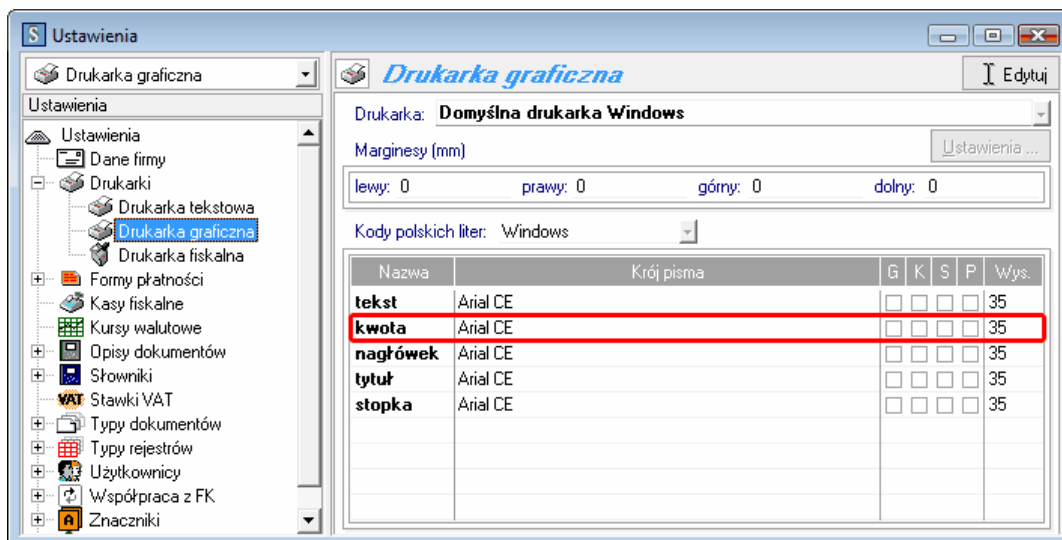 S Ustawienia
Drukarka graficzna
Ustawienia
Ustawienia
Dane firmy
Drukarki
Drukarka tekstowa
Drukarka graficzna
Drukarka fiskalna
Formy płatności
Kasy fiskalne
Kursy walutowe
Opisy dokumentów
Słowniki
VAT Stawki VAT
Typy dokumentów
Typy rejestrów
Użytkownicy
Współpraca z FK
A Znaczniki
Drukarka graficzna
Edytuj
Drukarka: Domyślna drukarka Windows
Marginesy (mm)
Ustawienia ...
lewy: 0 prawy: 0 górny: 0 dolny: 0
Kody polskich liter: Windows
Nazwa Krój pisma G K S P Wys.
tekst Arial CE 35
kwota Arial CE 35
nagłówek Arial CE 35
tytuł Arial CE 35
stopka Arial CE 35